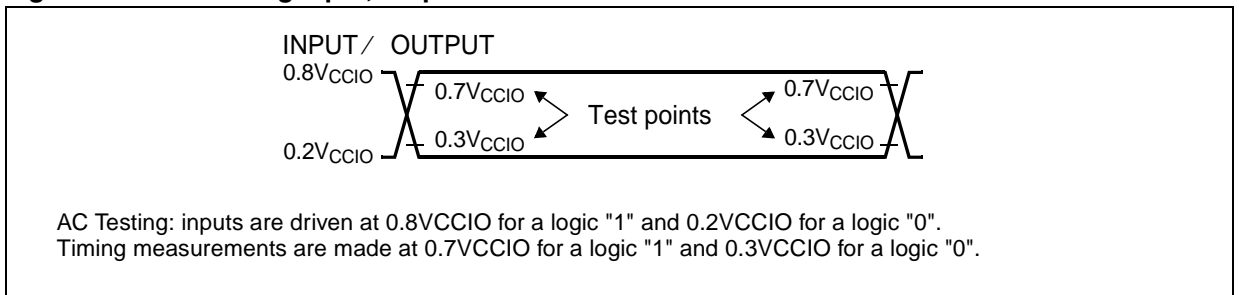 INPUT/ OUTPUT
0.8VCCIO
0.7VCCIO
0.7VCCIO
Test points
0.3VCCIO
0.3VCCIO
0.2VCCIO
AC Testing: inputs are driven at 0.8VCCIO for a logic "1" and 0.2VCCIO for a logic "0".
Timing measurements are made at 0.7VCCIO for a logic "1" and 0.3VCCIO for a logic "0".